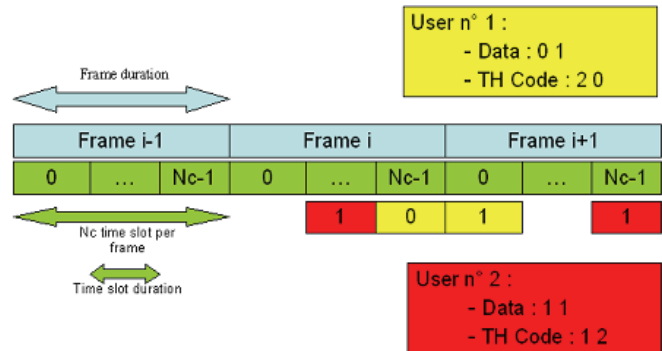 User n° 1 :
- Data : 0 1
- TH Code : 2 0
Frame duration
Frame i-1 Frame i Frame i+1
0 ... Nc-1 0 ... Nc-1 0 ... Nc-1
1 0 1 1
Nc time slot per
frame
Time slot duration
User n° 2 :
- Data : 1 1
- TH Code : 1 2